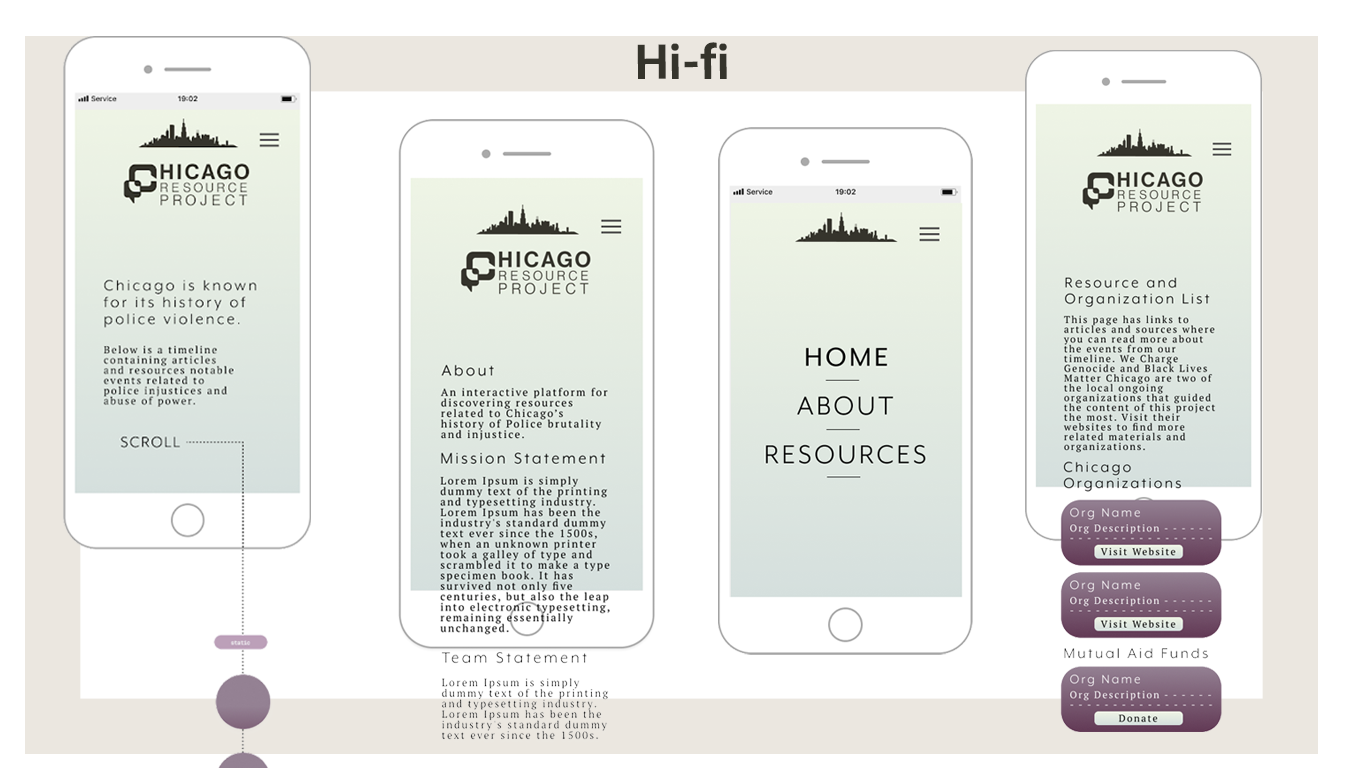 Hi-fi
Service 19:02
CHICAGO
RESOURCE
PROJECT
Chicago is known
for its history of
police violence.
Below is a timeline
containing articles
and resources notable
events related to
police injustices and
abuse of power.
SCROLL
static
CHICAGO
RESOURCE
PROJECT
About
An interactive platform for
discovering resources
related to Chicago's
history of Police brutality
and injustice.
Mission Statement
Lorem Ipsum is simply
dummy text of the printing
and typesetting industry.
Lorem Ipsum has been the
industry's standard dummy
text ever since the 1500s,
when an unknown printer
took a galley of type and
scrambled it to make a type
specimen book. It has
survived not only five
centuries, but also the leap
into electronic typesetting,
remaining essentially
unchanged.
Team Statement
Lorem Ipsum is simply
dummy text of the printing
and typesetting industry.
Lorem Ipsum has been the
industry's standard dummy
text ever since the 1500s.
Service 19:02
HOME
ABOUT
RESOURCES
CHICAGO
RESOURCE
PROJECT
Resource and
Organization List
This page has links to
articles and sources where
you can read more about
the events from our
timeline. We Charge
Genocide and Black Lives
Matter Chicago are two of
the local ongoing
organizations that guided
the content of this project
the most. Visit their
websites to find more
related materials and
organizations.
Chicago
Organizations
Org Name
Org Description - - - - - -
- - - - - - - - - - - - - - - - - -
Visit Website
Org Name
Org Description - - - - - -
- - - - - - - - - - - - - - - - - -
Visit Website
Mutual Aid Funds
Org Name
Org Description - - - - - -
- - - - - - - - - - - - - - - - - -
Donate